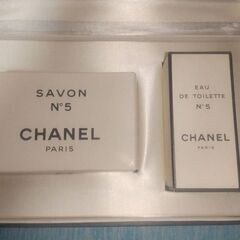 SAVON
N°5
CHANEL
PARIS
EAU
DE TOILETTE
N°5
CHANEL
PARIS